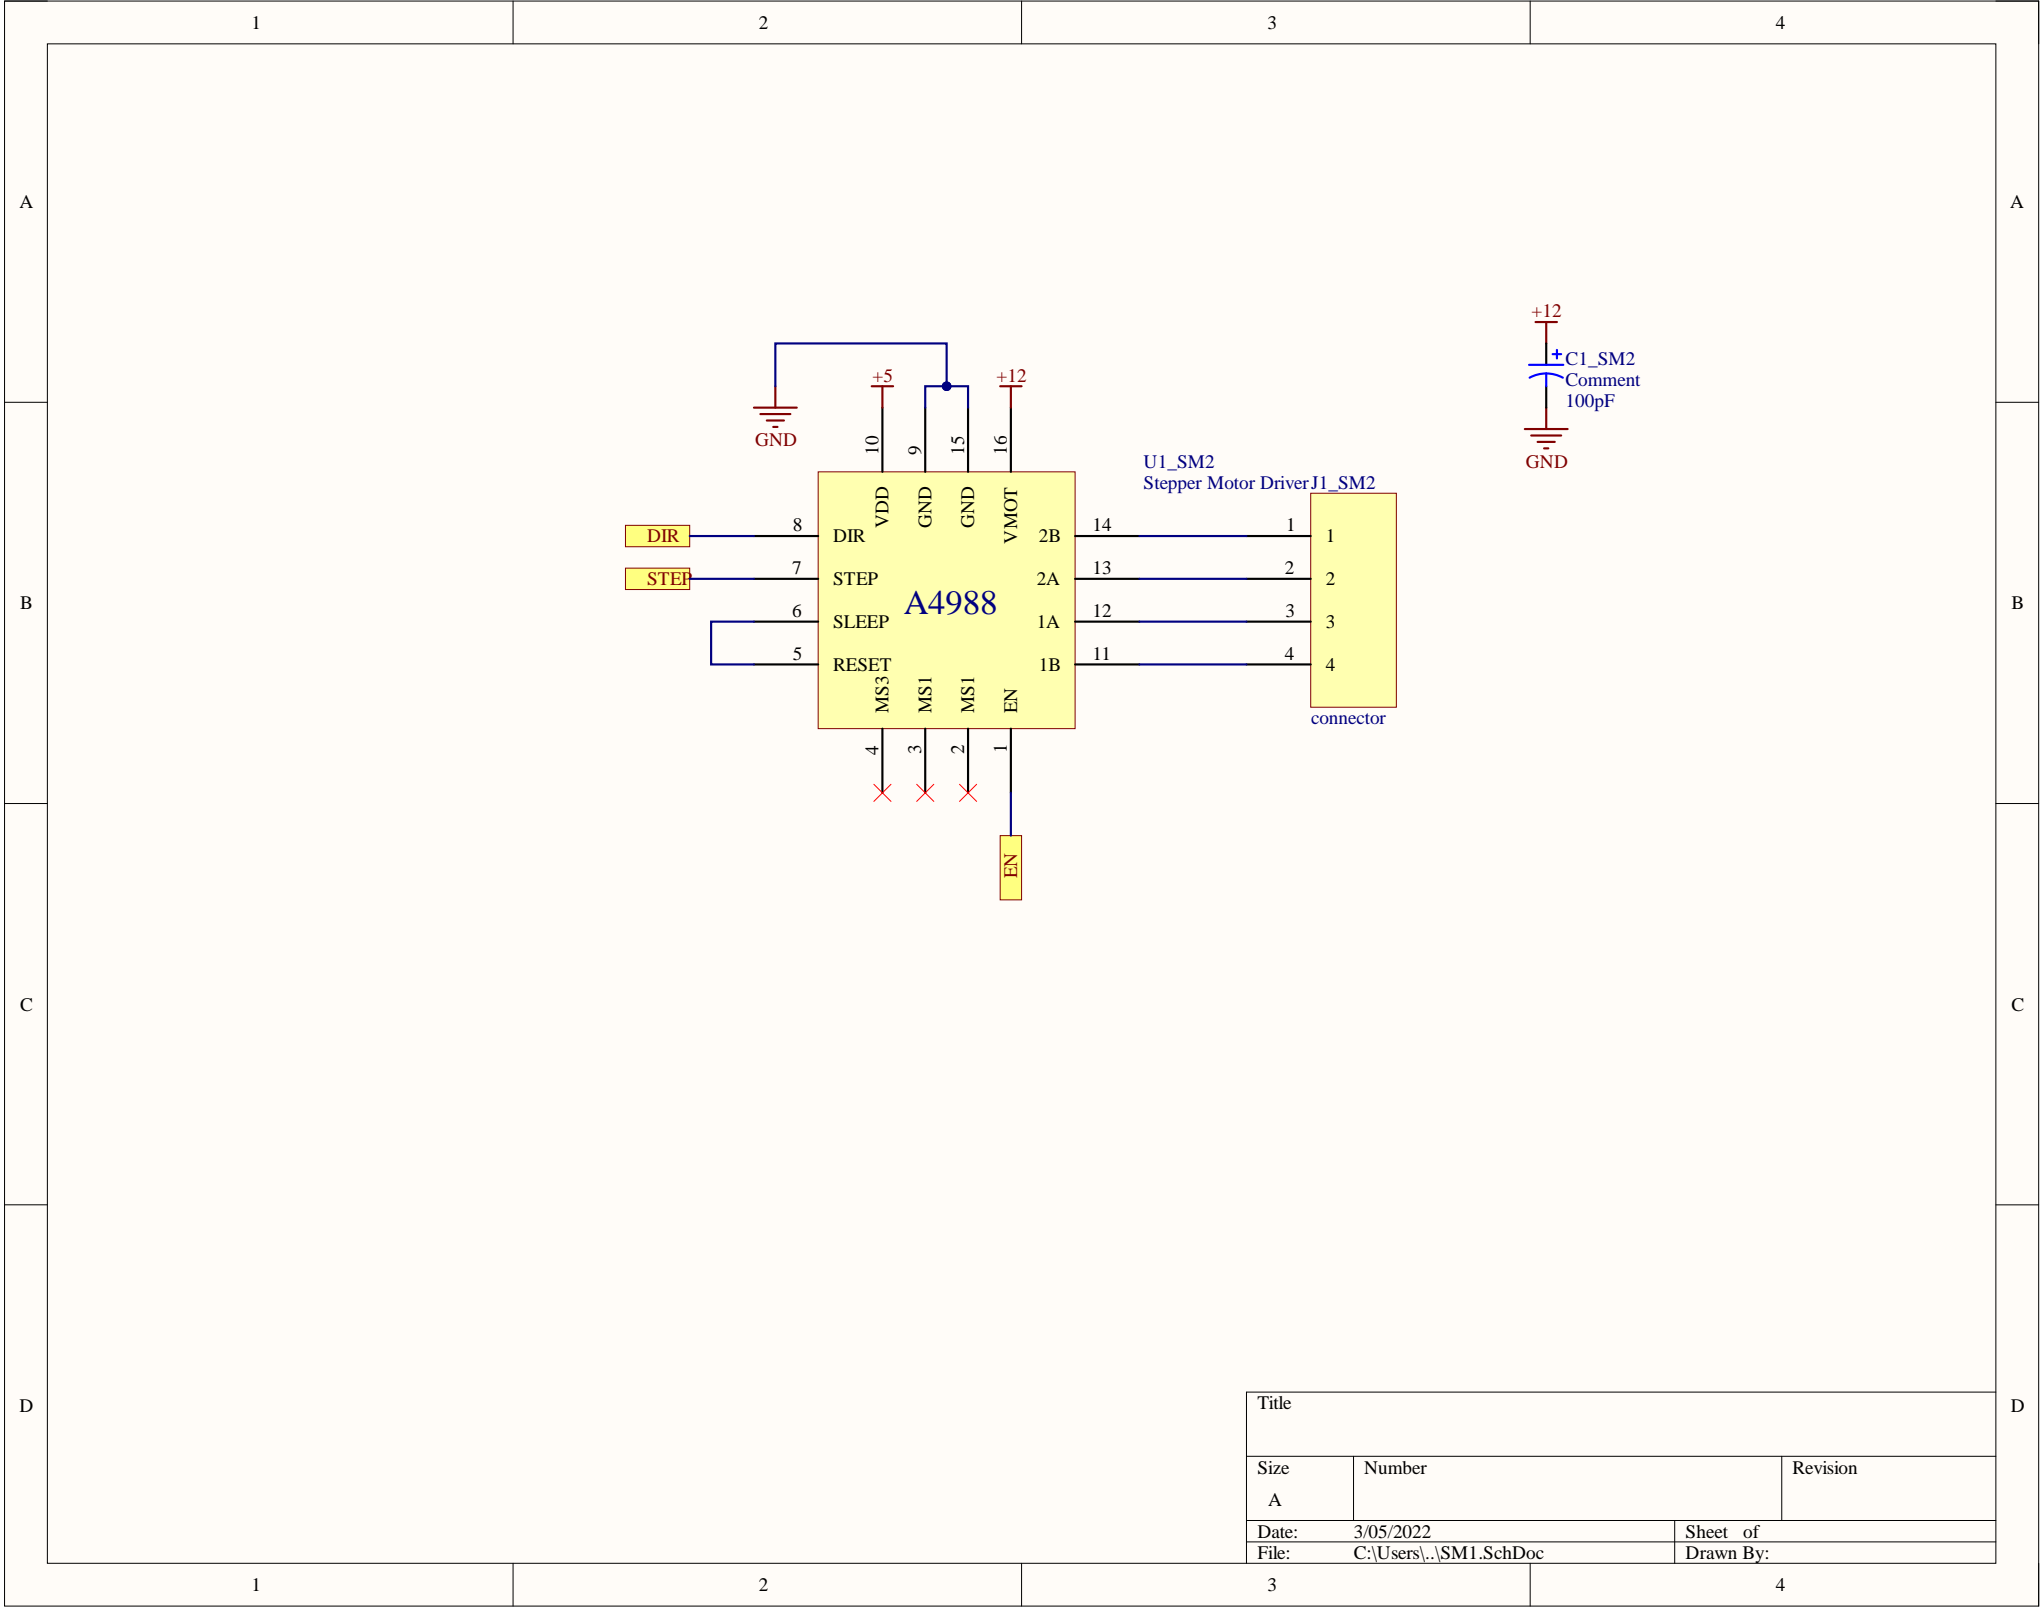 1 2 3 4
A A
+12
C1_SM2
Comment
100pF
GND
+5 +12
GND
10 9 15 16
U1_SM2
Stepper Motor Driver J1_SM2
VDD GND GND VMOT
DIR 8 DIR 2B 14 1 1
STEP 7 STEP 2A 13 2 2
A4988
B B
6 SLEEP 1A 12 3 3
5 RESET 1B 11 4 4
MS3 MS1 MS1 EN
connector
4 3 2 1
EN
C C
D D
Title
Size Number Revision
A
Date: 3/05/2022 Sheet of
File: C:\Users\..\SM1.SchDoc Drawn By:
1 2 3 4